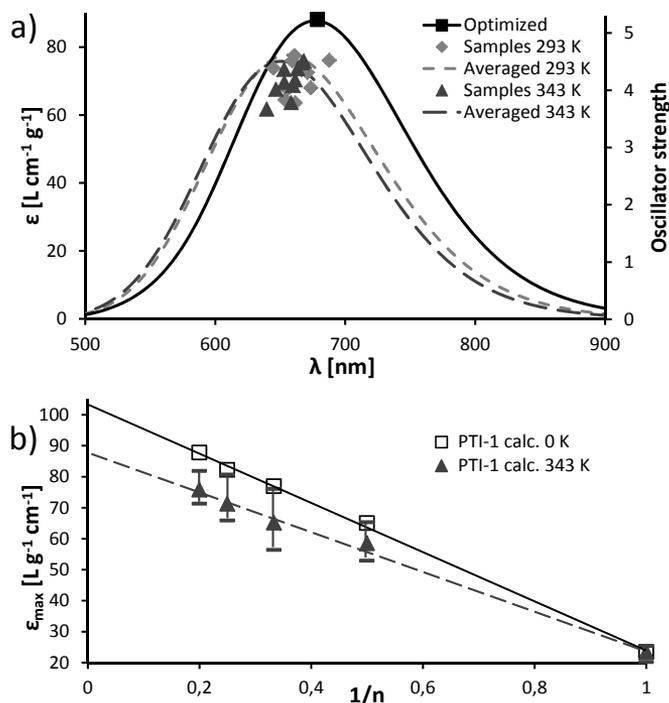 a)
Optimized
Samples 293 K
Averaged 293 K
Samples 343 K
Averaged 343 K
ε [L cm⁻¹ g⁻¹]
80
60
40
20
0
Oscillator strength
5
4
3
2
1
0
500 600 700 800 900
λ [nm]
b)
PTI-1 calc. 0 K
PTI-1 calc. 343 K
εmax [L g⁻¹ cm⁻¹]
100
90
80
70
60
50
40
30
20
0 0,2 0,4 0,6 0,8 1
1/n